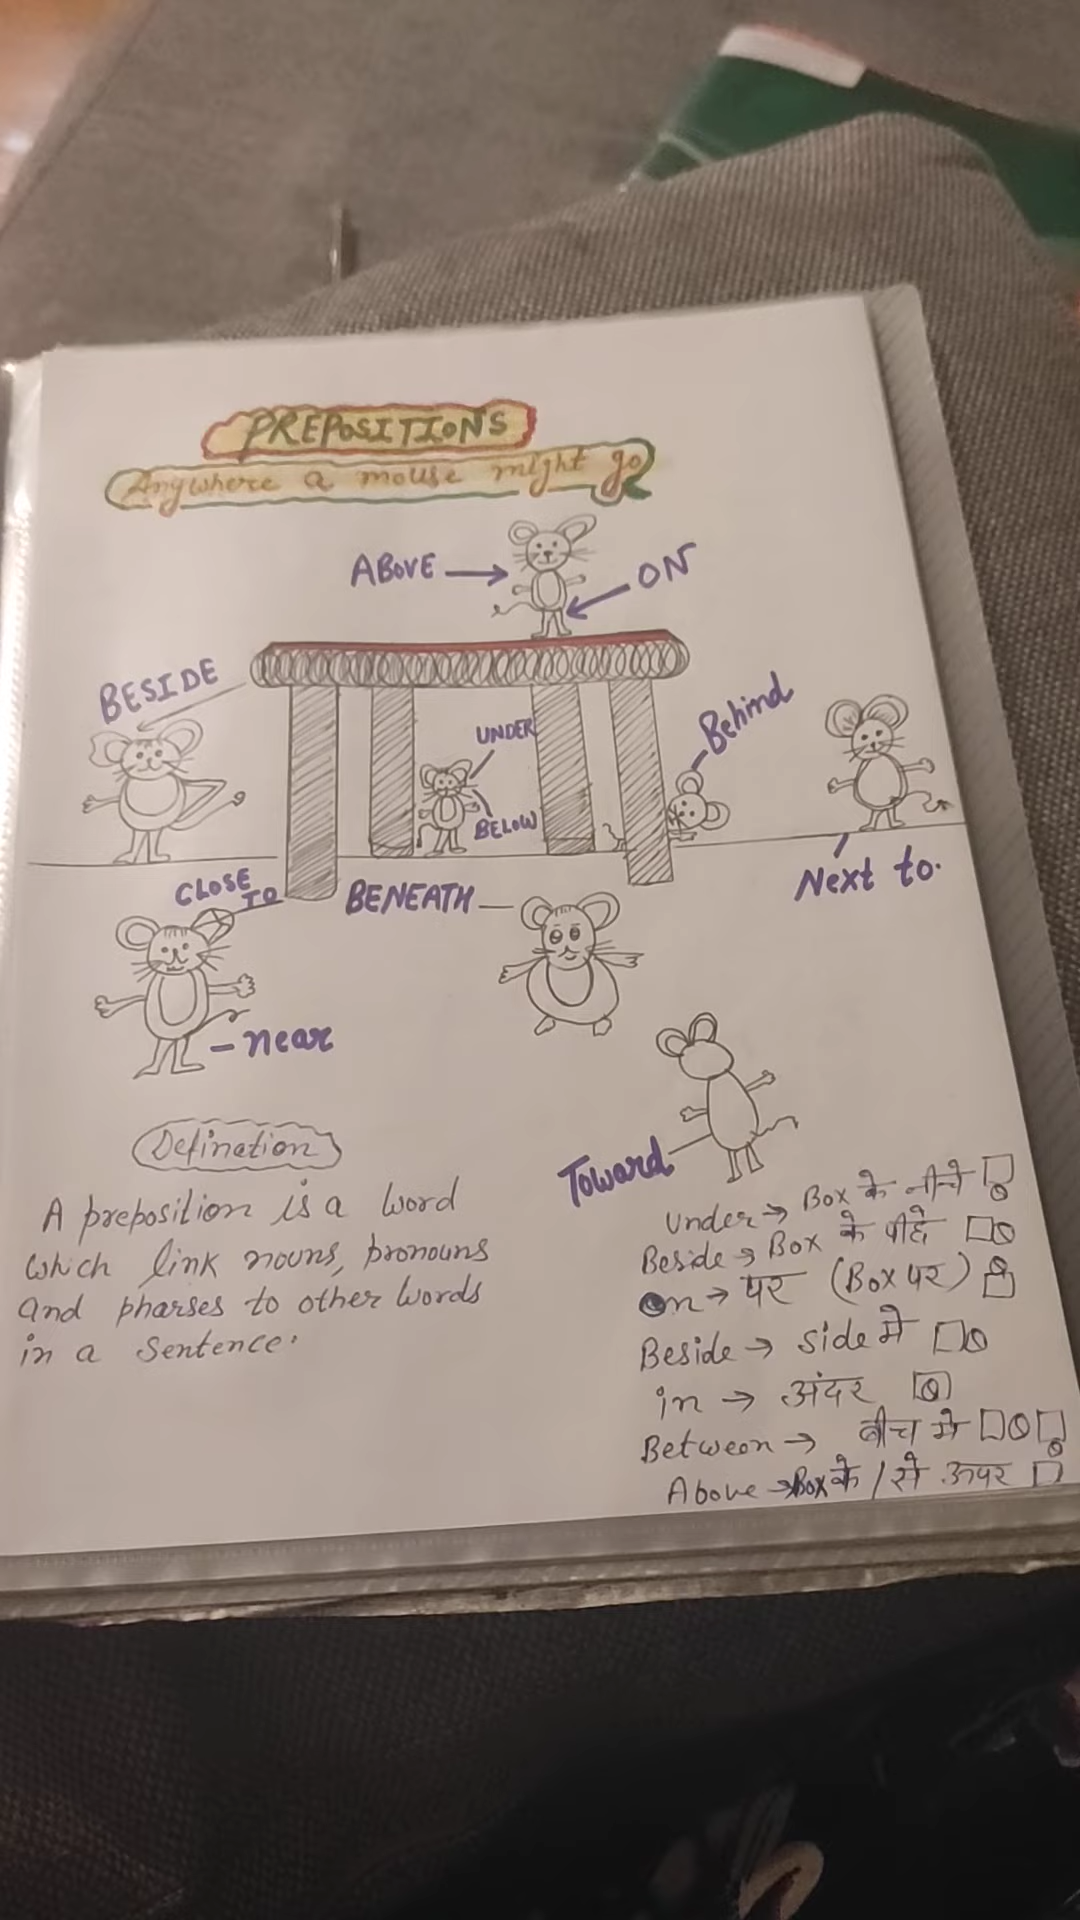 PREPOSITIONS
Anywhere a mouse might go
ABOVE
ON
BESIDE
UNDER
Behind
BELOW
CLOSE
TO
BENEATH
Next to.
near
Toward
Defination
A preposition is a word
which link nouns, pronouns
and pharses to other words
in a sentence.
under → Box के नीचे
Beside → Box के पीछे
On → पर (Box पर)
Beside → side में
in → अंदर
Between → बीच में
Above → Box के / से ऊपर